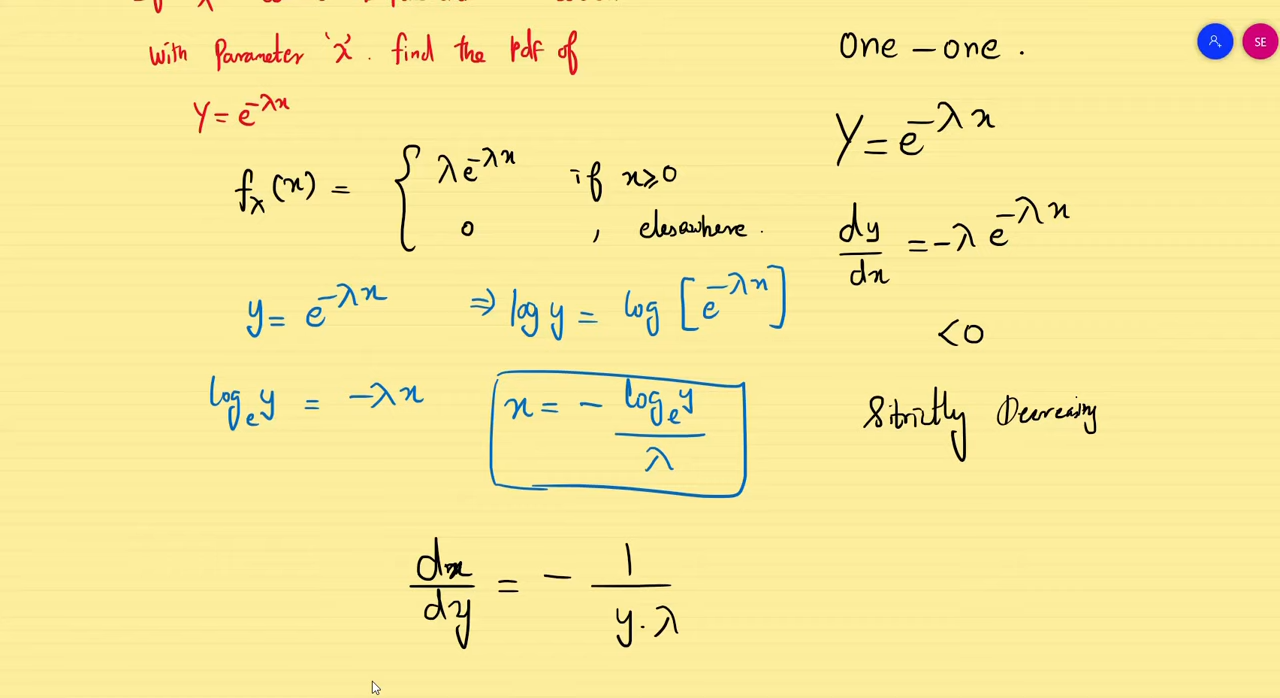 with Parameter 'λ'. find the pdf of
Y = e^{-λx}
f_X(x) = { λe^{-λx} if x ≥ 0
0 , elesewhere.
y = e^{-λx} ⇒ log y = log [e^{-λx}]
log_e y = -λx
x = - log_e y / λ
dx/dy = - 1/(y·λ)
One - one.
Y = e^{-λx}
dy/dx = -λ e^{-λx}
< 0
Strictly Decreasing
SE